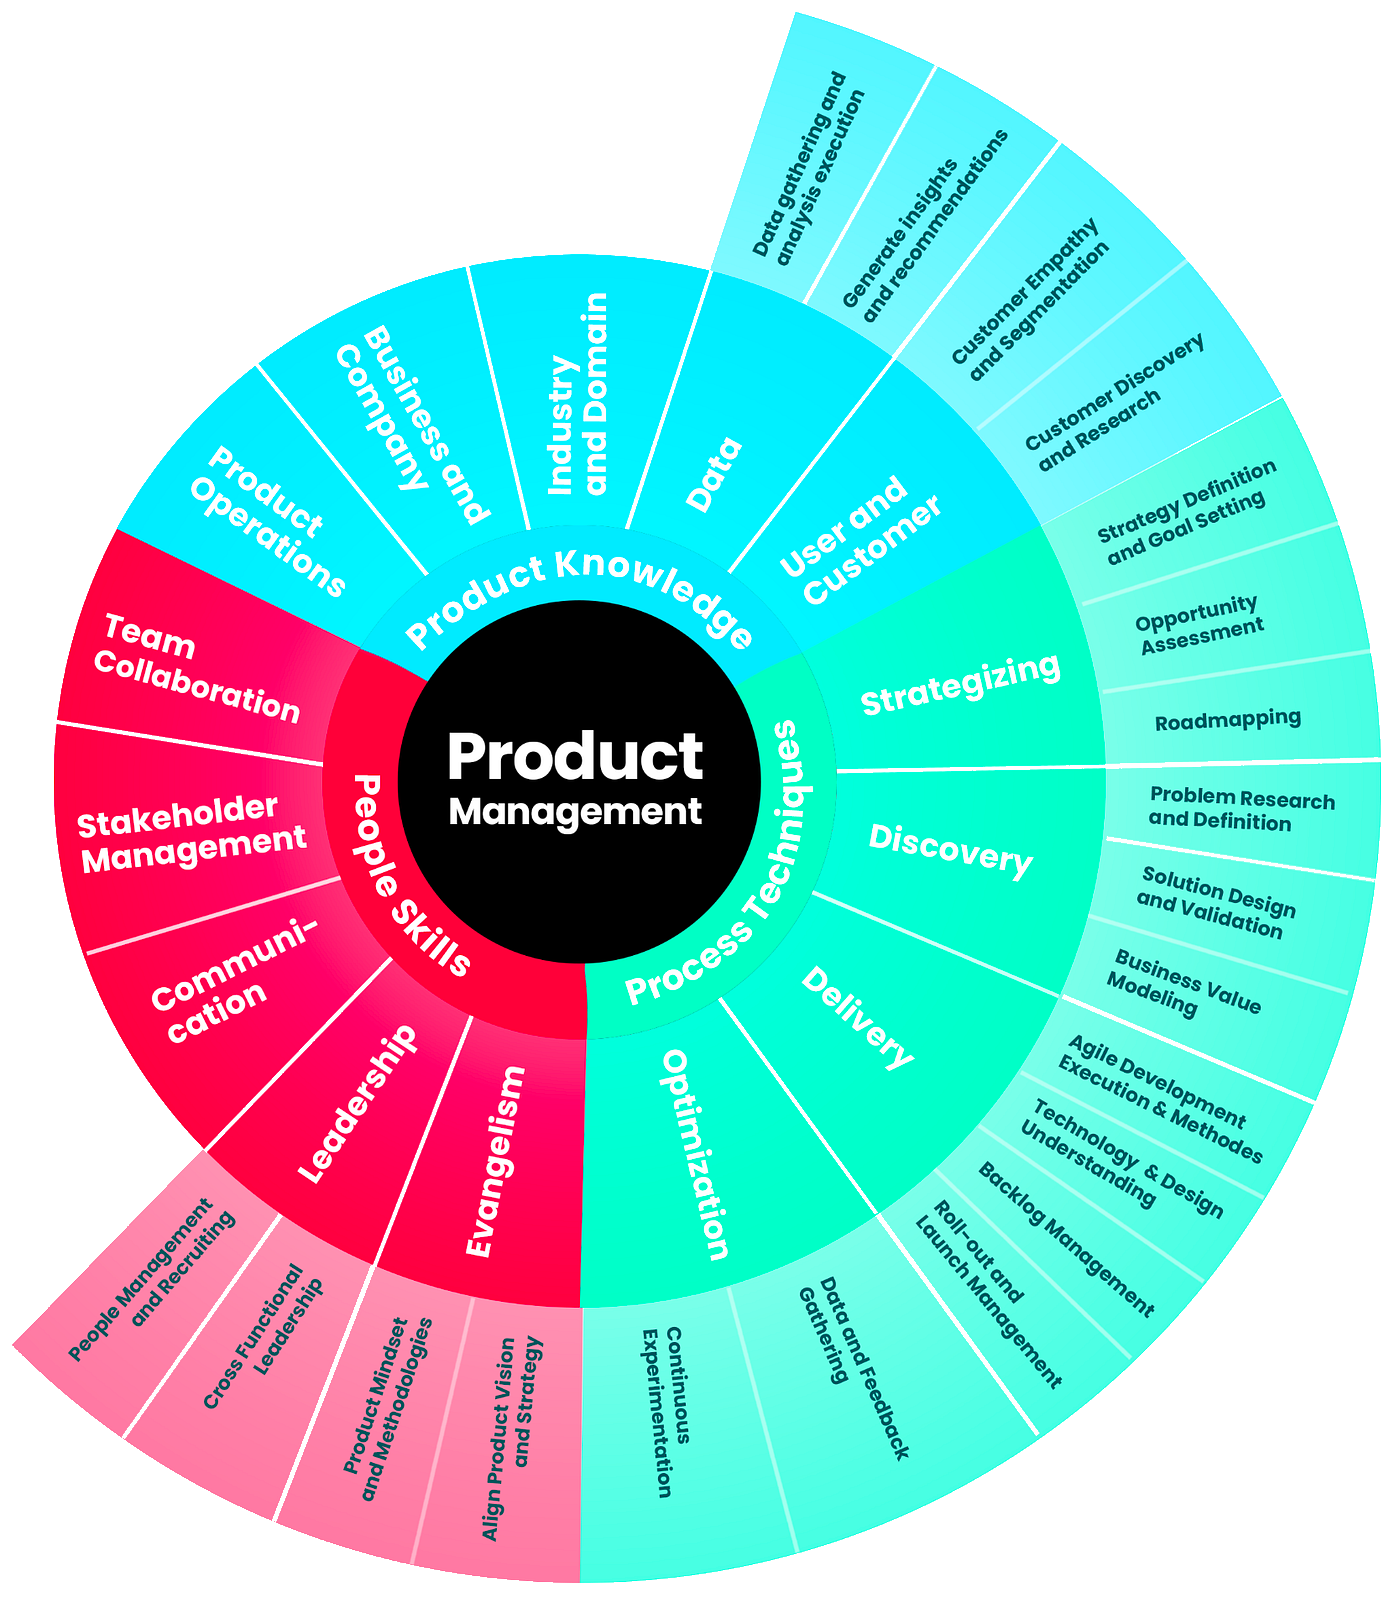 Product
Management
Product Knowledge
Process Techniques
People Skills
Product
Operations
Business and
Company
Industry
and Domain
Data
User and
Customer
Strategizing
Discovery
Delivery
Optimization
Evangelism
Leadership
Communi-
cation
Stakeholder
Management
Team
Collaboration
Data gathering and
analysis execution
Generate insights
and recommendations
Customer Empathy
and Segmentation
Customer Discovery
and Research
Strategy Definition
and Goal Setting
Opportunity
Assessment
Roadmapping
Problem Research
and Definition
Solution Design
and Validation
Business Value
Modeling
Agile Development
Execution & Methodes
Technology & Design
Understanding
Backlog Management
Roll-out and
Launch Management
Data and Feedback
Gathering
Continuous
Experimentation
Align Product Vision
and Strategy
Product Mindset
and Methodologies
Cross Functional
Leadership
People Management
and Recruiting